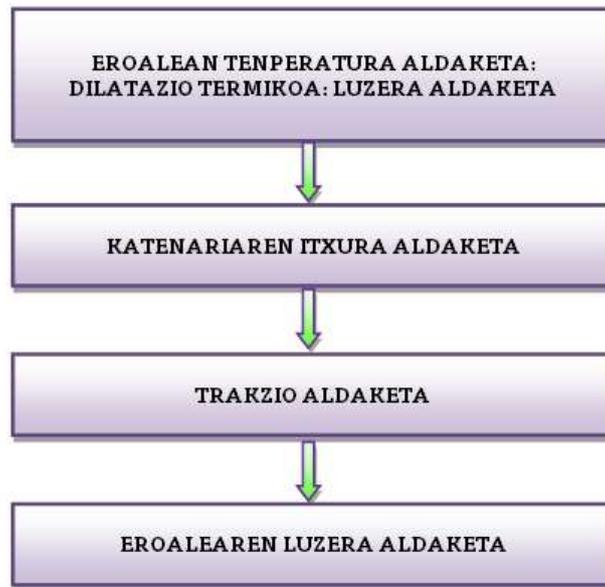 EROALEAN TENPERATURA ALDAKETA:
DILATAZIO TERMIKOA: LUZERA ALDAKETA
KATENARIAREN ITXURA ALDAKETA
TRAKZIO ALDAKETA
EROALEAREN LUZERA ALDAKETA